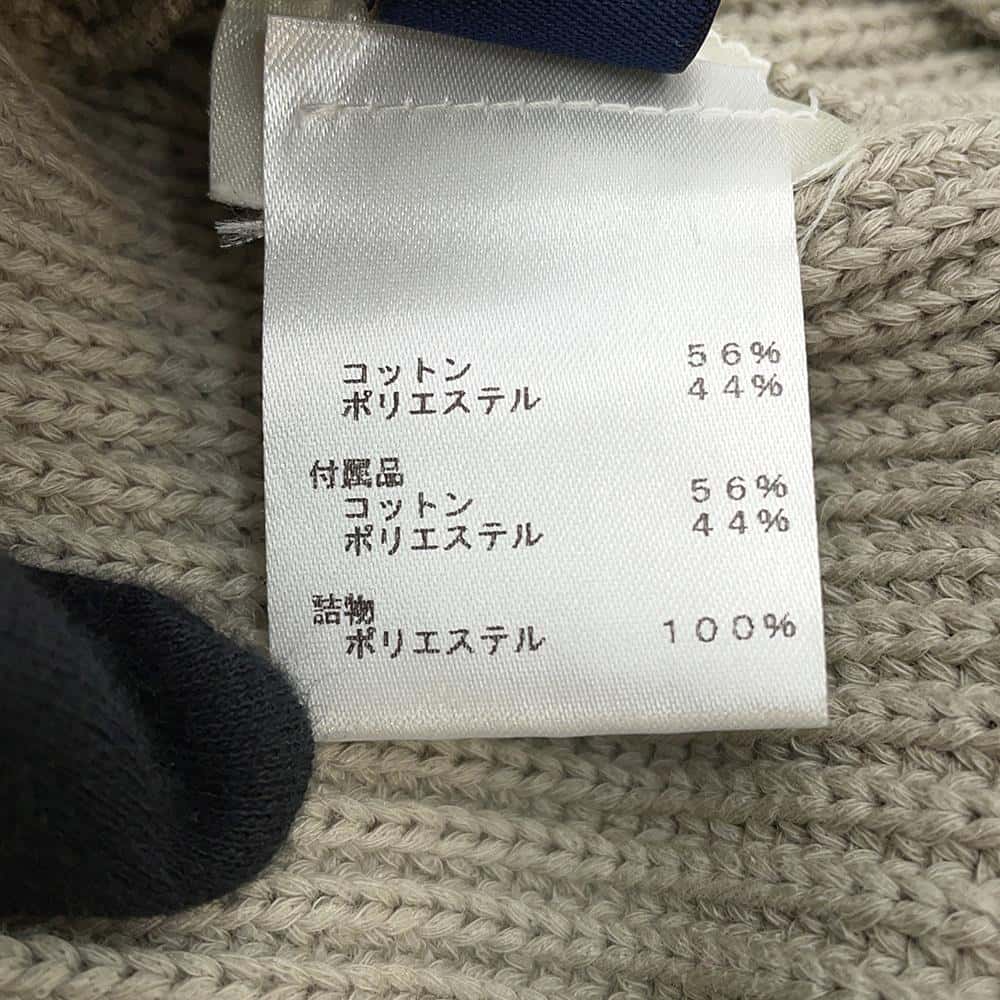 コットン 56%
ポリエステル 44%
付属品
コットン 56%
ポリエステル 44%
詰物
ポリエステル 100%